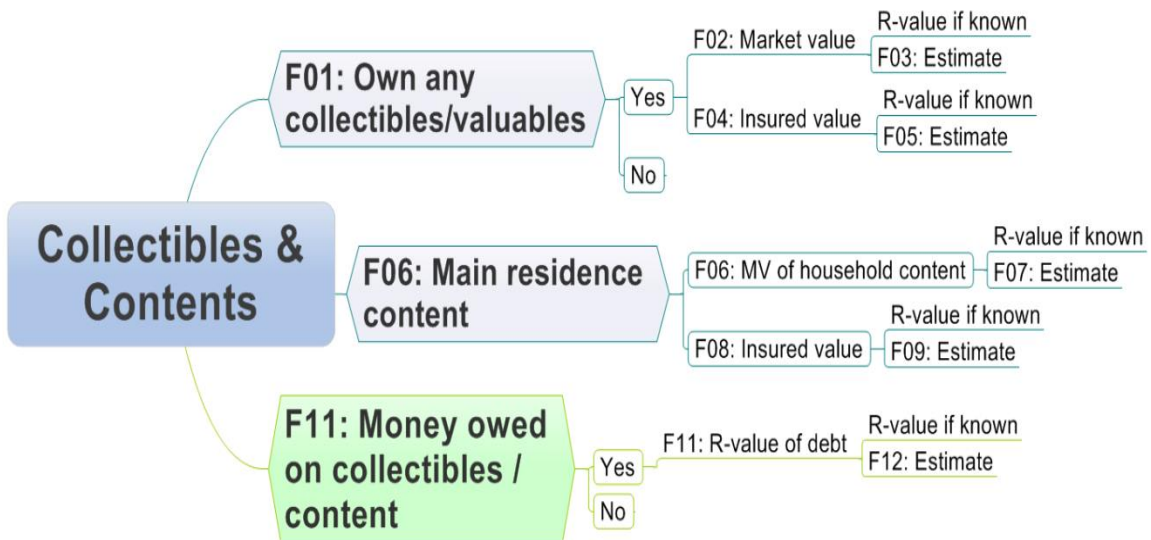 Collectibles &
Contents
F01: Own any
collectibles/valuables
Yes
F02: Market value
R-value if known
F03: Estimate
F04: Insured value
R-value if known
F05: Estimate
No
F06: Main residence
content
F06: MV of household content
R-value if known
F07: Estimate
F08: Insured value
R-value if known
F09: Estimate
F11: Money owed
on collectibles /
content
Yes
F11: R-value of debt
R-value if known
F12: Estimate
No